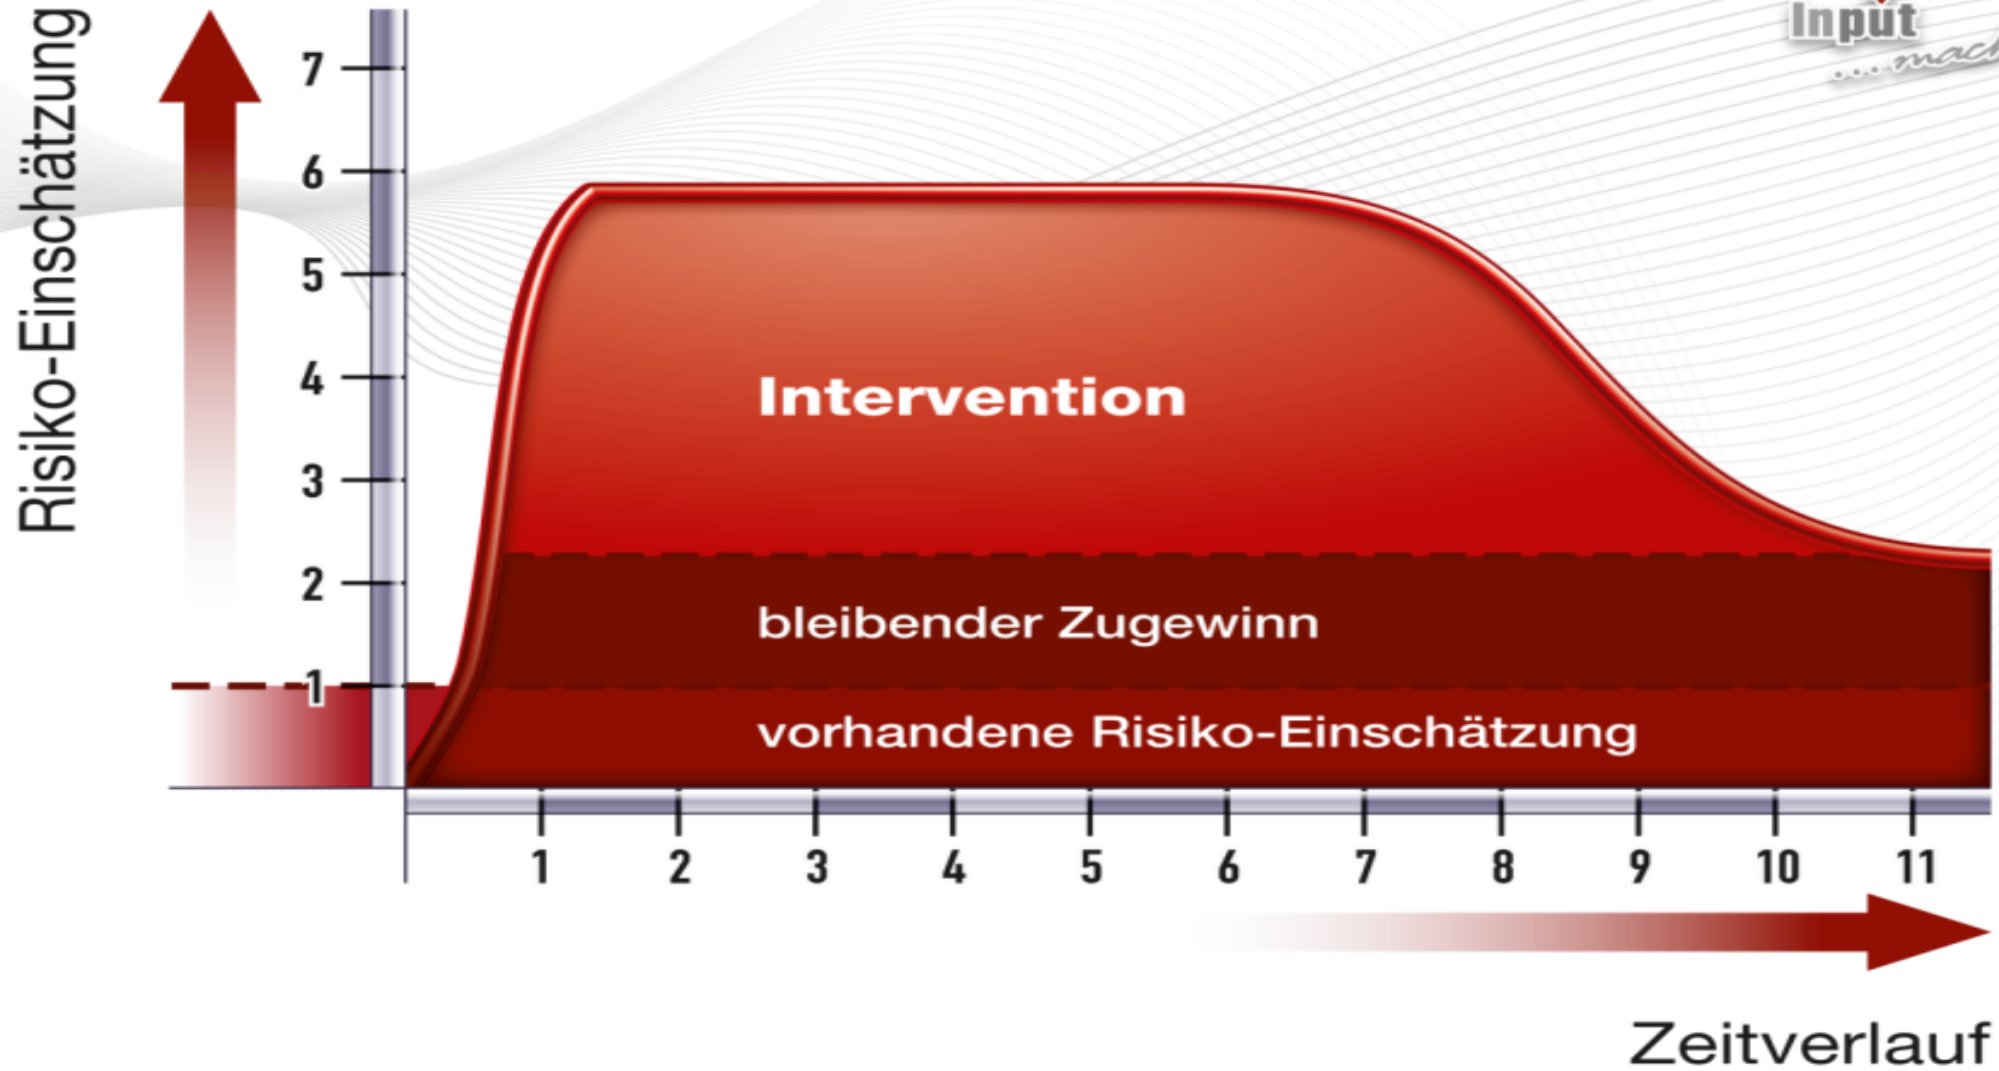 Risiko-Einschätzung
Input
... mach
7
6
5
4
3
2
1
Intervention
bleibender Zugewinn
vorhandene Risiko-Einschätzung
1 2 3 4 5 6 7 8 9 10 11
Zeitverlauf